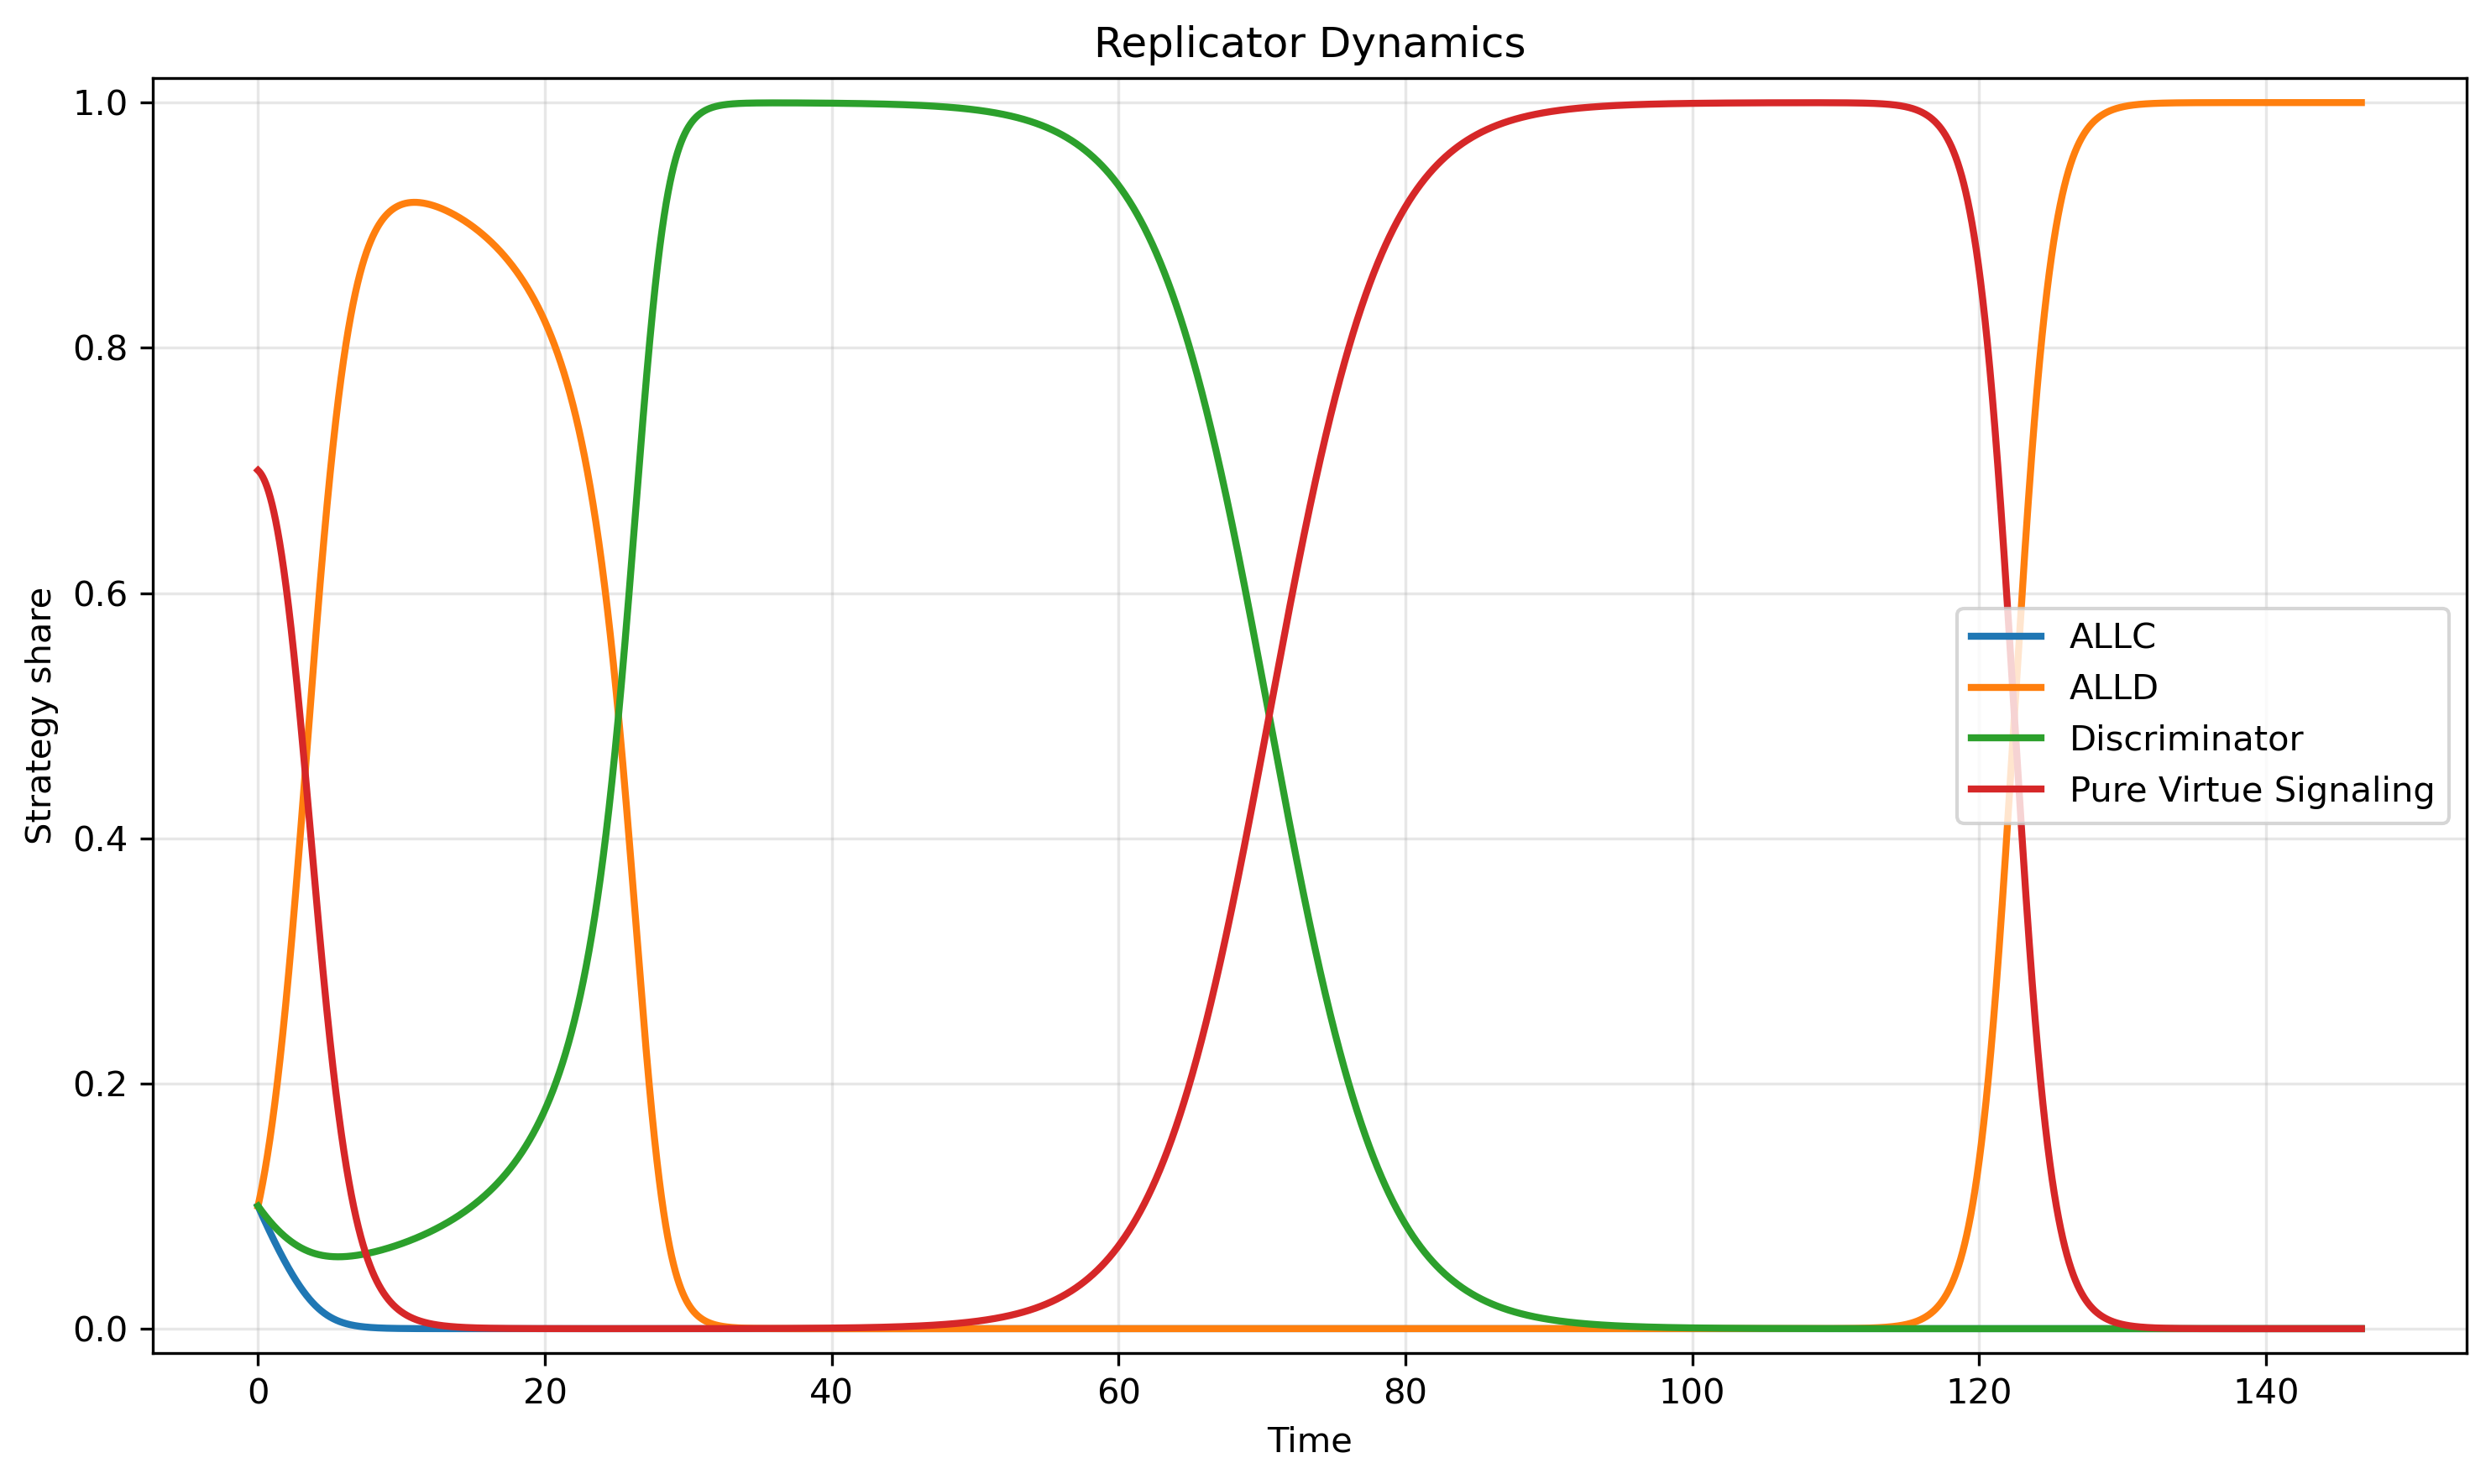 Replicator Dynamics
1.0
0.8
0.6
0.4
0.2
0.0
Strategy share
ALLC
ALLD
Discriminator
Pure Virtue Signaling
0 20 40 60 80 100 120 140
Time